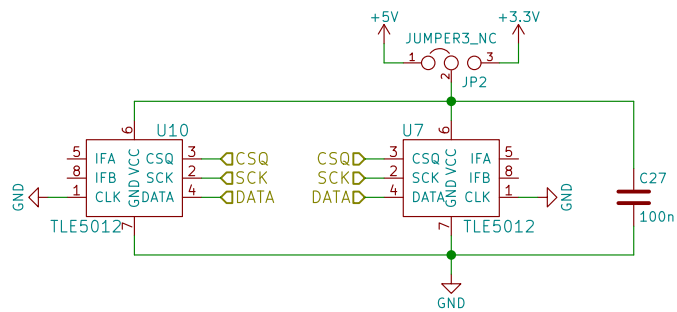 +5V
+3.3V
JUMPER3_NC
1
3
2
JP2
6
U10
5
IFA
VCC
CSQ
3
CSQ
8
IFB
SCK
2
SCK
GND
1
CLK
GND
DATA
4
DATA
TLE5012
7
U7
6
CSQ
3
CSQ
VCC
IFA
5
SCK
2
SCK
IFB
8
DATA
4
DATA
GND
CLK
1
GND
7
TLE5012
C27
100n
GND